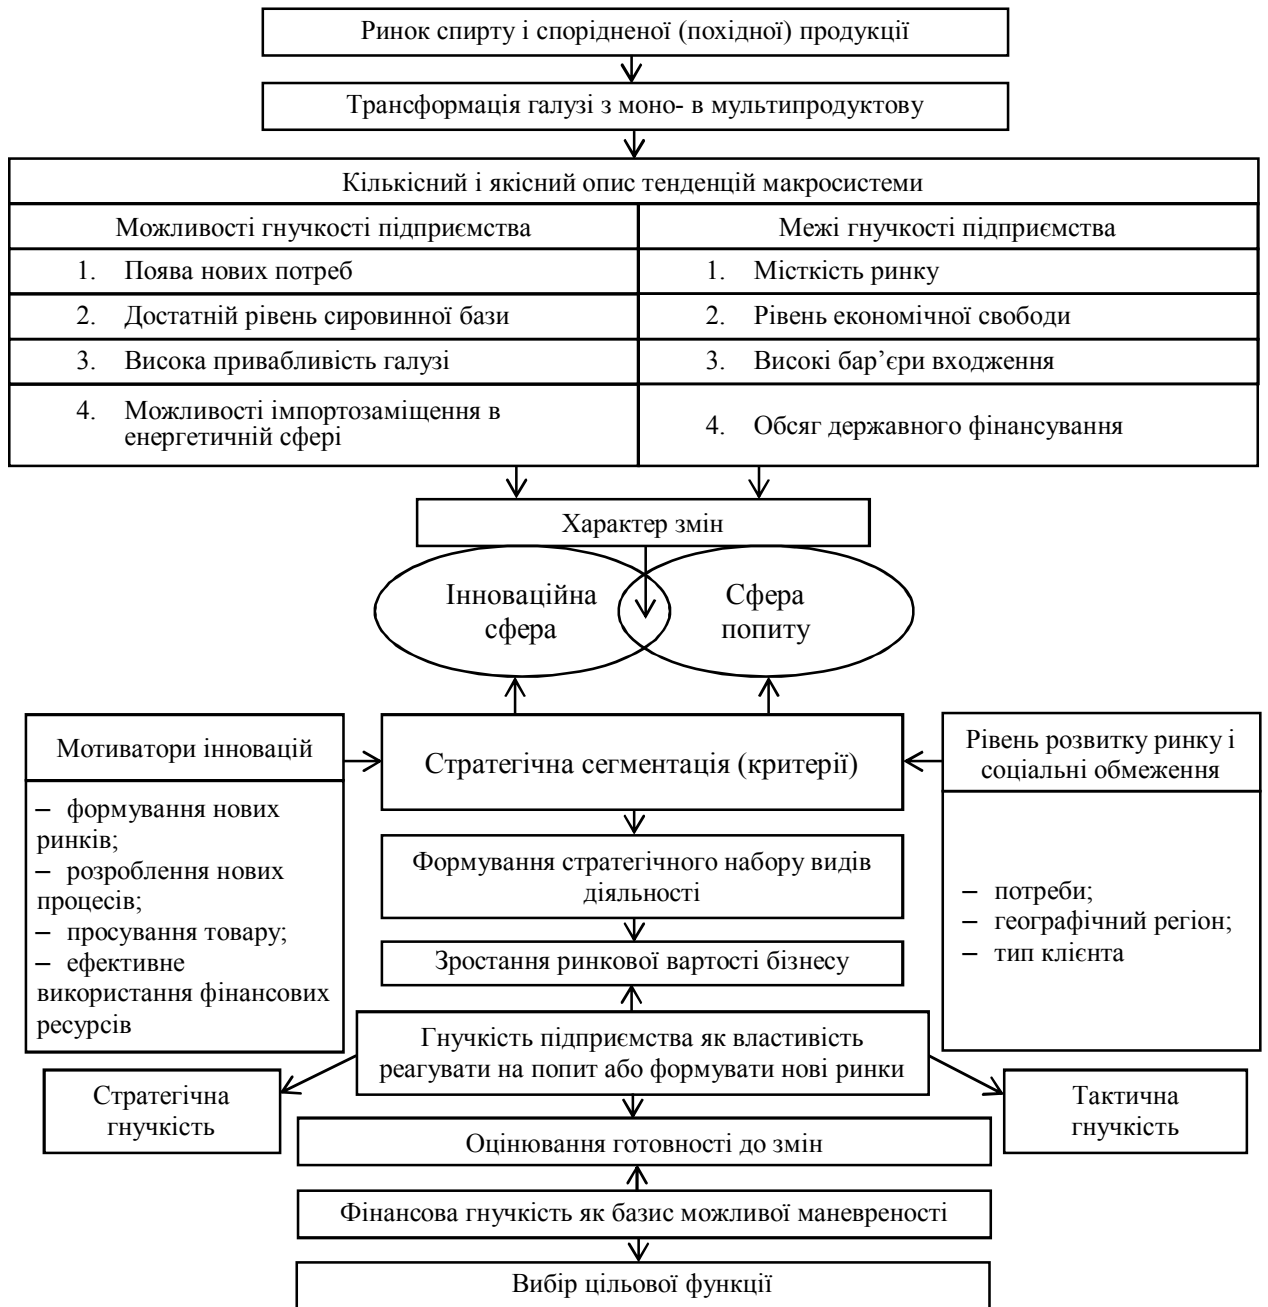 Ринок спирту і спорідненої (похідної) продукції
Трансформація галузі з моно- в мультипродуктову
Кількісний і якісний опис тенденцій макросистеми
Можливості гнучкості підприємства
Межі гнучкості підприємства
1. Поява нових потреб
1. Місткість ринку
2. Достатній рівень сировинної бази
2. Рівень економічної свободи
3. Висока привабливість галузі
3. Високі бар’єри входження
4. Можливості імпортозаміщення в
енергетичній сфері
4. Обсяг державного фінансування
Характер змін
Інноваційна
сфера
Сфера
попиту
Мотиватори інновацій
– формування нових
ринків;
– розроблення нових
процесів;
– просування товару;
– ефективне
використання фінансових
ресурсів
Стратегічна сегментація (критерії)
Рівень розвитку ринку і
соціальні обмеження
– потреби;
– географічний регіон;
– тип клієнта
Формування стратегічного набору видів
діяльності
Зростання ринкової вартості бізнесу
Гнучкість підприємства як властивість
реагувати на попит або формувати нові ринки
Стратегічна
гнучкість
Тактична
гнучкість
Оцінювання готовності до змін
Фінансова гнучкість як базис можливої маневреності
Вибір цільової функції